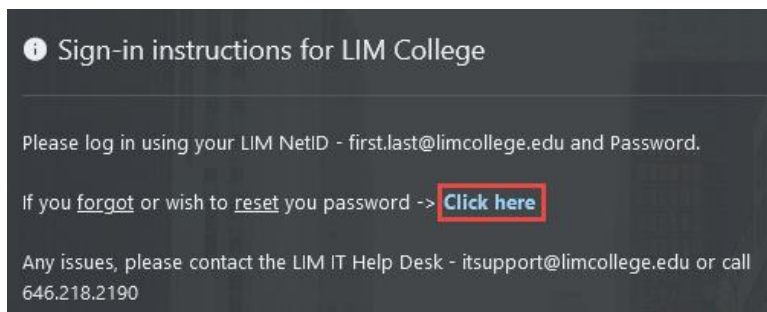 Sign-in instructions for LIM College
Please log in using your LIM NetID - first.last@limcollege.edu and Password.
If you forgot or wish to reset you password -> Click here
Any issues, please contact the LIM IT Help Desk - itsupport@limcollege.edu or call
646.218.2190